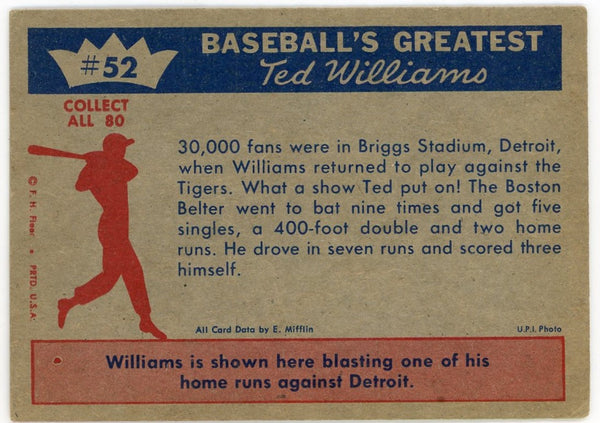 #52
BASEBALL'S GREATEST
Ted Williams
COLLECT
ALL 80
30,000 fans were in Briggs Stadium, Detroit,
when Williams returned to play against the
Tigers. What a show Ted put on! The Boston
Belter went to bat nine times and got five
singles, a 400-foot double and two home
runs. He drove in seven runs and scored three
himself.
© F. H. Fleer • PRTD. U.S.A.
All Card Data by E. Mifflin
U.P.I. Photo
Williams is shown here blasting one of his
home runs against Detroit.